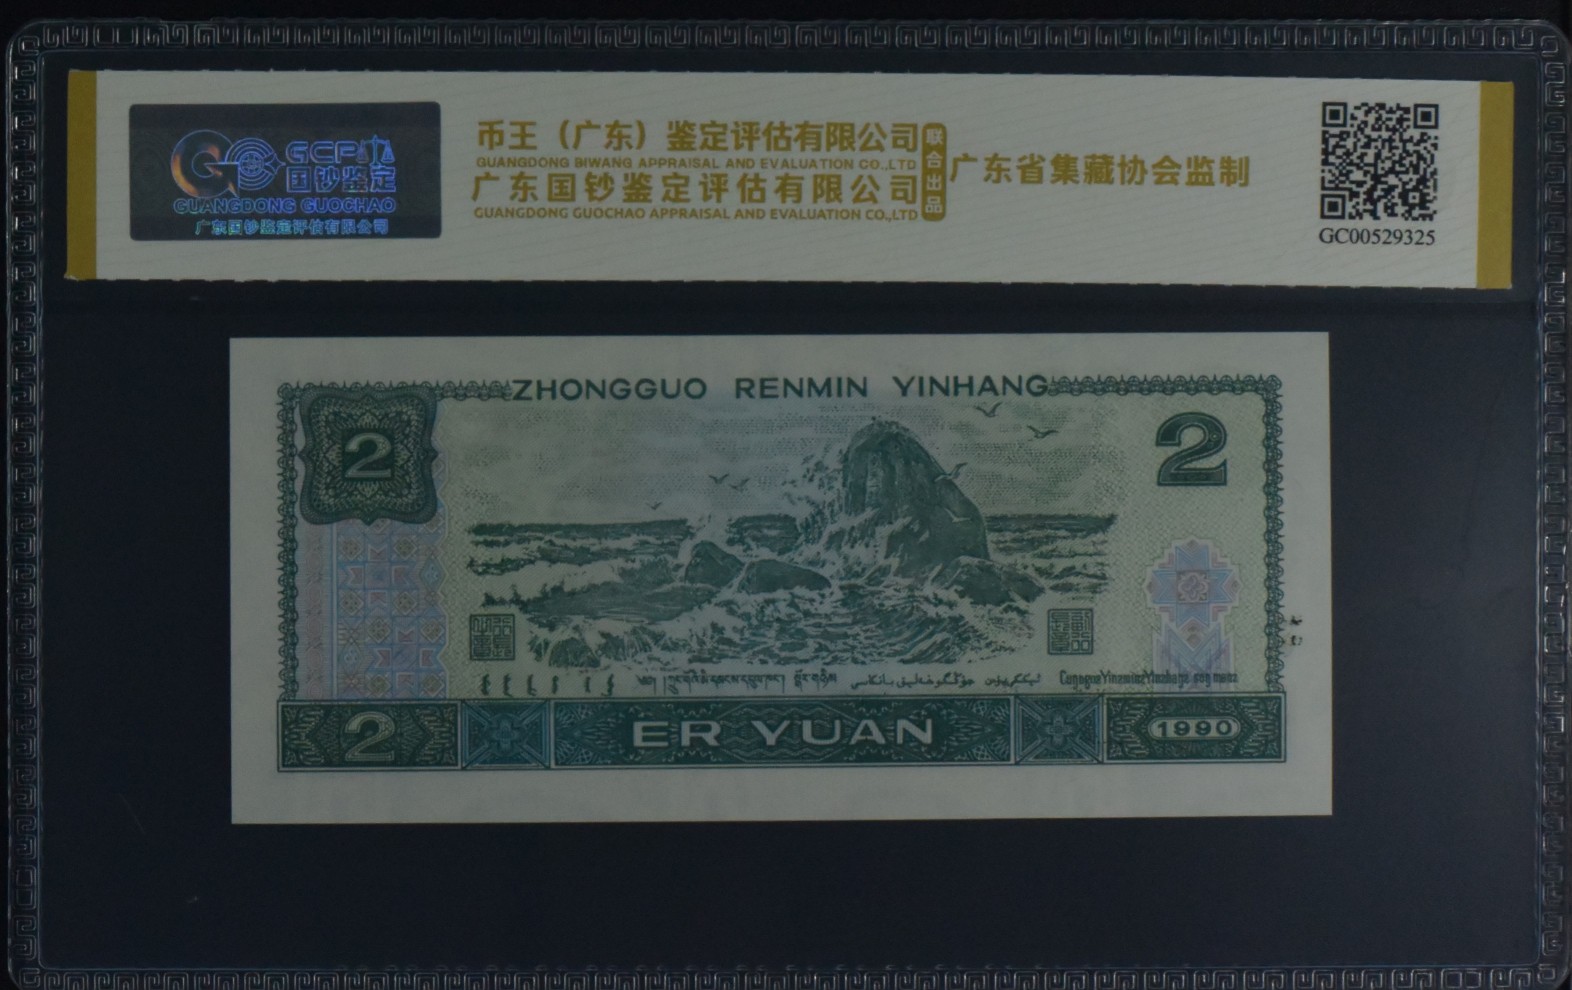 GCP
国钞鉴定
GUANGDONG GUOCHAO
广东国钞鉴定评估有限公司
币王（广东）鉴定评估有限公司
GUANGDONG BIWANG APPRAISAL AND EVALUATION CO.,LTD
广东国钞鉴定评估有限公司
GUANGDONG GUOCHAO APPRAISAL AND EVALUATION CO.,LTD
联合出品
广东省集藏协会监制
GC00529325
ZHONGGUO RENMIN YINHANG
2
2
2
ER YUAN
1990